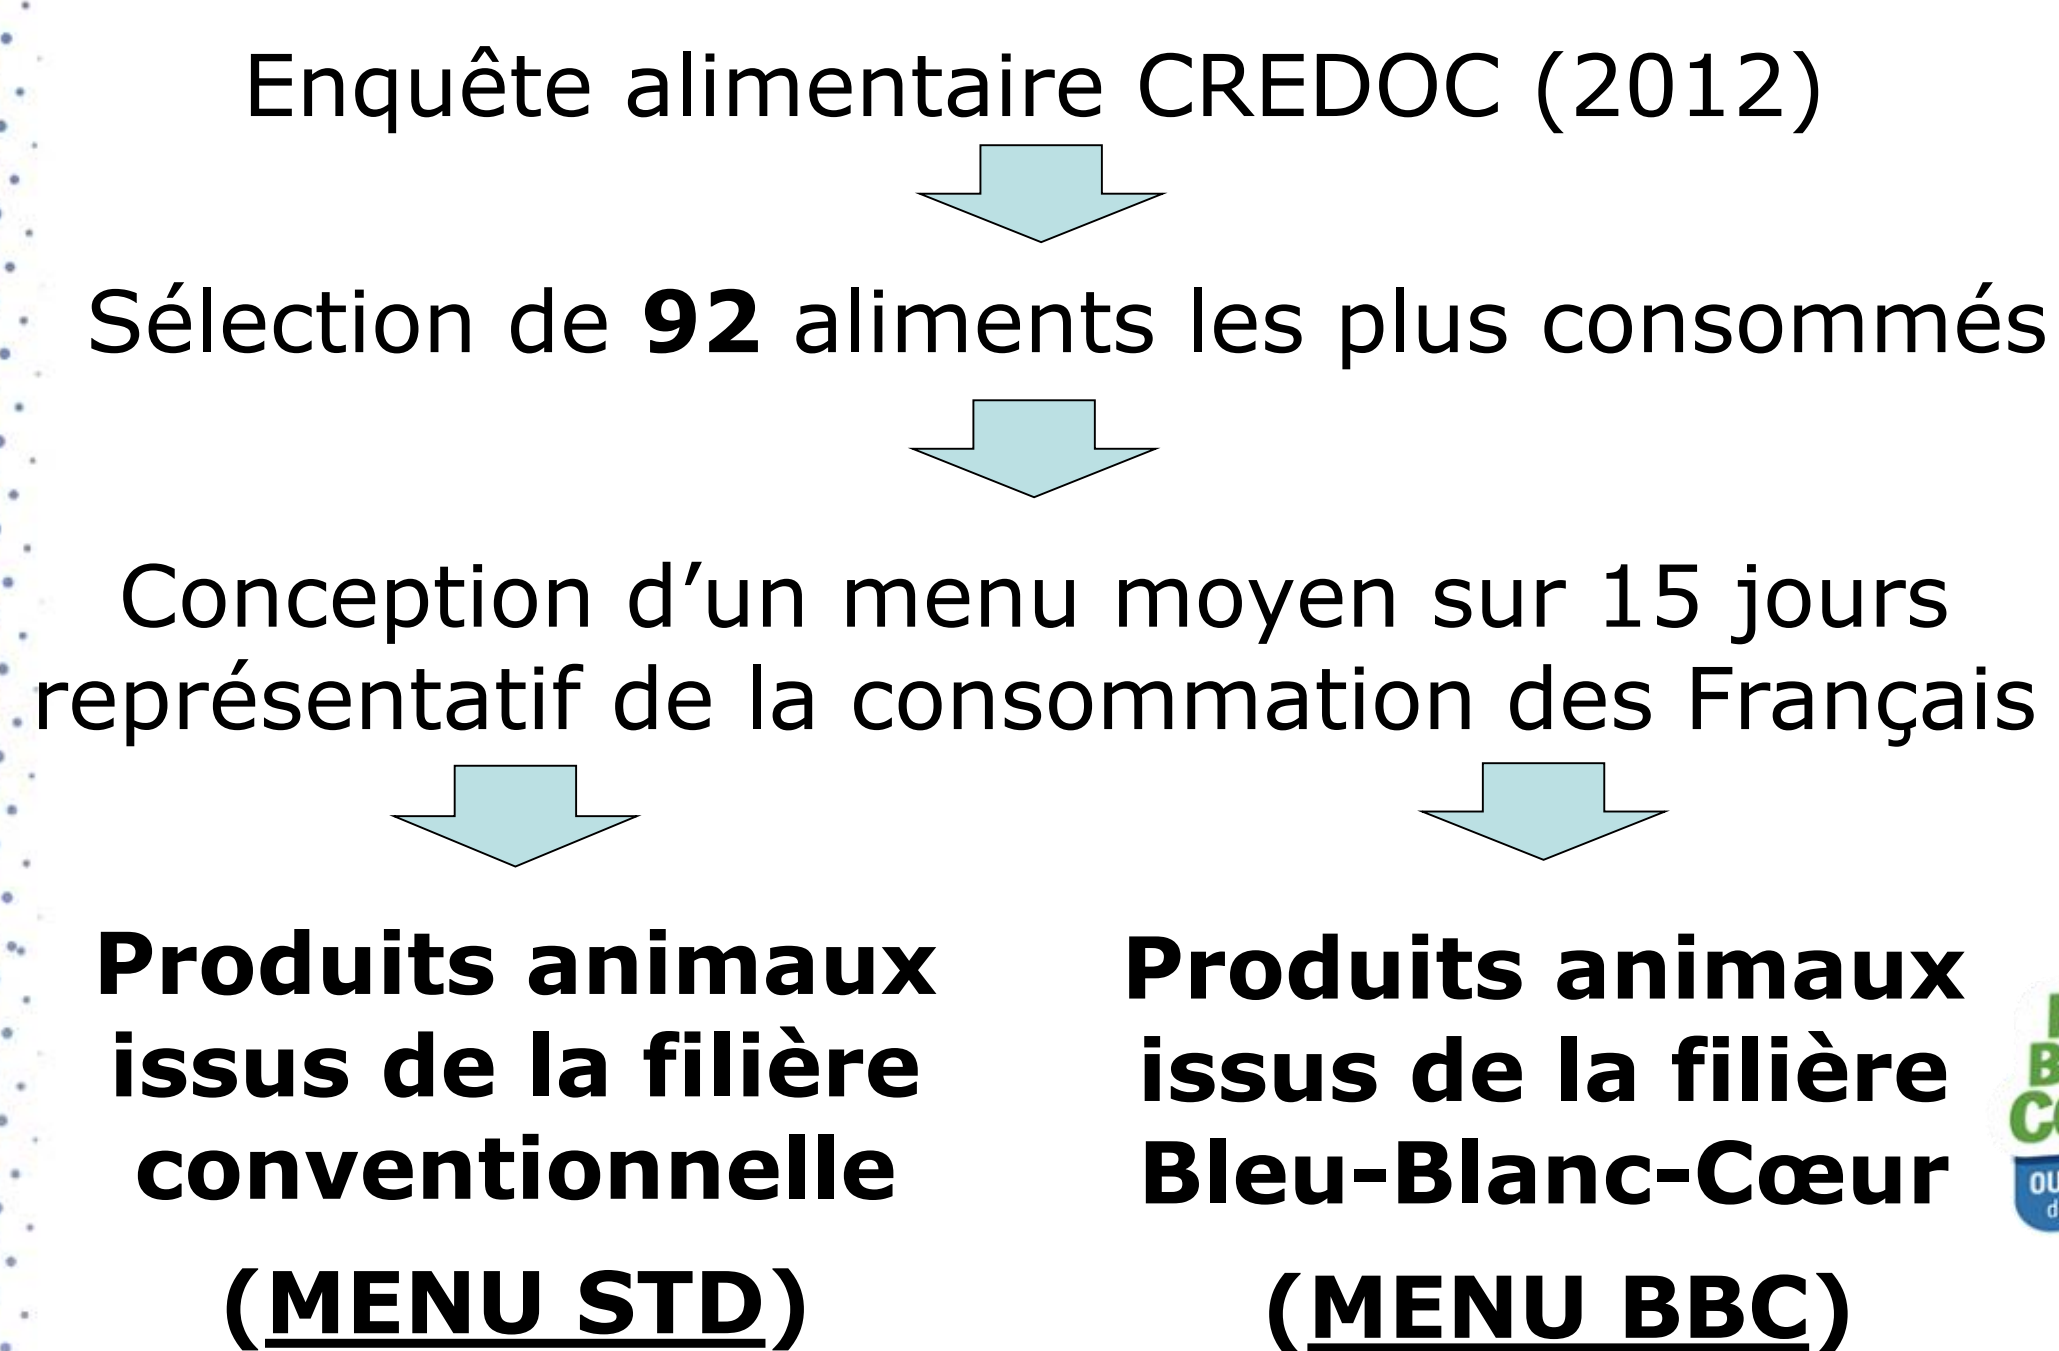 Enquête alimentaire CREDOC (2012)
Sélection de 92 aliments les plus consommés
Conception d’un menu moyen sur 15 jours
représentatif de la consommation des Français
Produits animaux
issus de la filière
conventionnelle
(MENU STD)
Produits animaux
issus de la filière
Bleu-Blanc-Cœur
(MENU BBC)